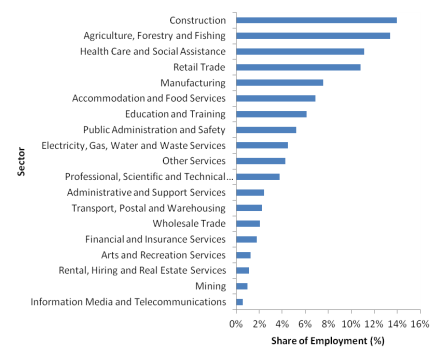 Construction
Agriculture, Forestry and Fishing
Health Care and Social Assistance
Retail Trade
Manufacturing
Accommodation and Food Services
Education and Training
Public Administration and Safety
Electricity, Gas, Water and Waste Services
Other Services
Professional, Scientific and Technical...
Administrative and Support Services
Transport, Postal and Warehousing
Wholesale Trade
Financial and Insurance Services
Arts and Recreation Services
Rental, Hiring and Real Estate Services
Mining
Information Media and Telecommunications
Sector
0% 2% 4% 6% 8% 10% 12% 14% 16%
Share of Employment (%)